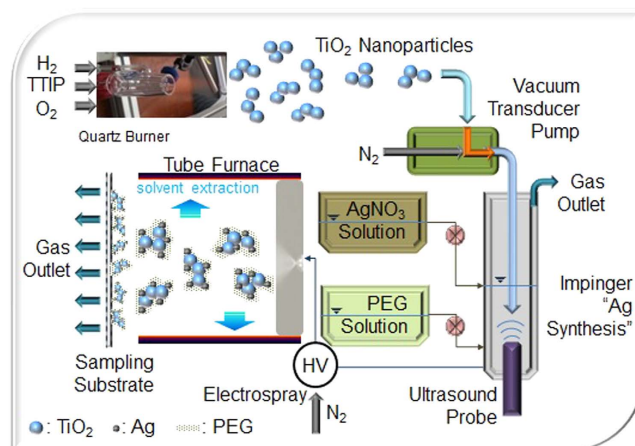 TiO2 Nanoparticles
H2
TTIP
O2
Quartz Burner
Vacuum
Transducer
Pump
N2
Tube Furnace
solvent extraction
Gas
Outlet
AgNO3
Solution
Gas
Outlet
PEG
Solution
Impinger
"Ag
Synthesis"
Sampling
Substrate
HV
Electrospray
N2
Ultrasound
Probe
: TiO2 : Ag : PEG